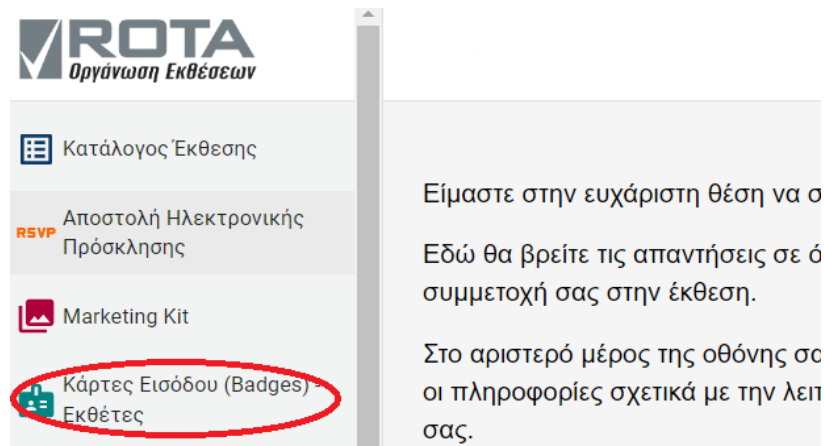 ROTA
Οργάνωση Εκθέσεων
Κατάλογος Έκθεσης
RSVP Αποστολή Ηλεκτρονικής
Πρόσκλησης
Marketing Kit
Κάρτες Εισόδου (Badges) -
Εκθέτες
Είμαστε στην ευχάριστη θέση να σ
Εδώ θα βρείτε τις απαντήσεις σε ό
συμμετοχή σας στην έκθεση.
Στο αριστερό μέρος της οθόνης σα
οι πληροφορίες σχετικά με την λειτ
σας.